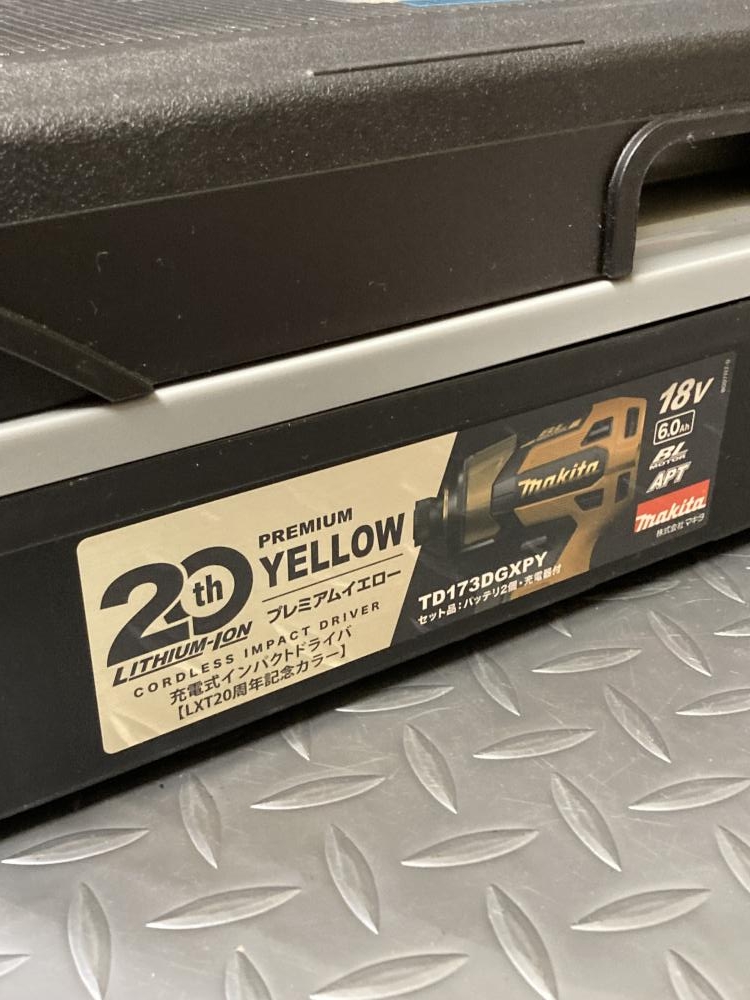 20th
LITHIUM-ION
PREMIUM
YELLOW
プレミアムイエロー
CORDLESS IMPACT DRIVER
充電式インパクトドライバ
【LXT20周年記念カラー】
makita
TD173DGXPY
セット品:バッテリ2個・充電器付
18V
6.0Ah
BL
MOTOR
APT
makita
株式会社マキタ